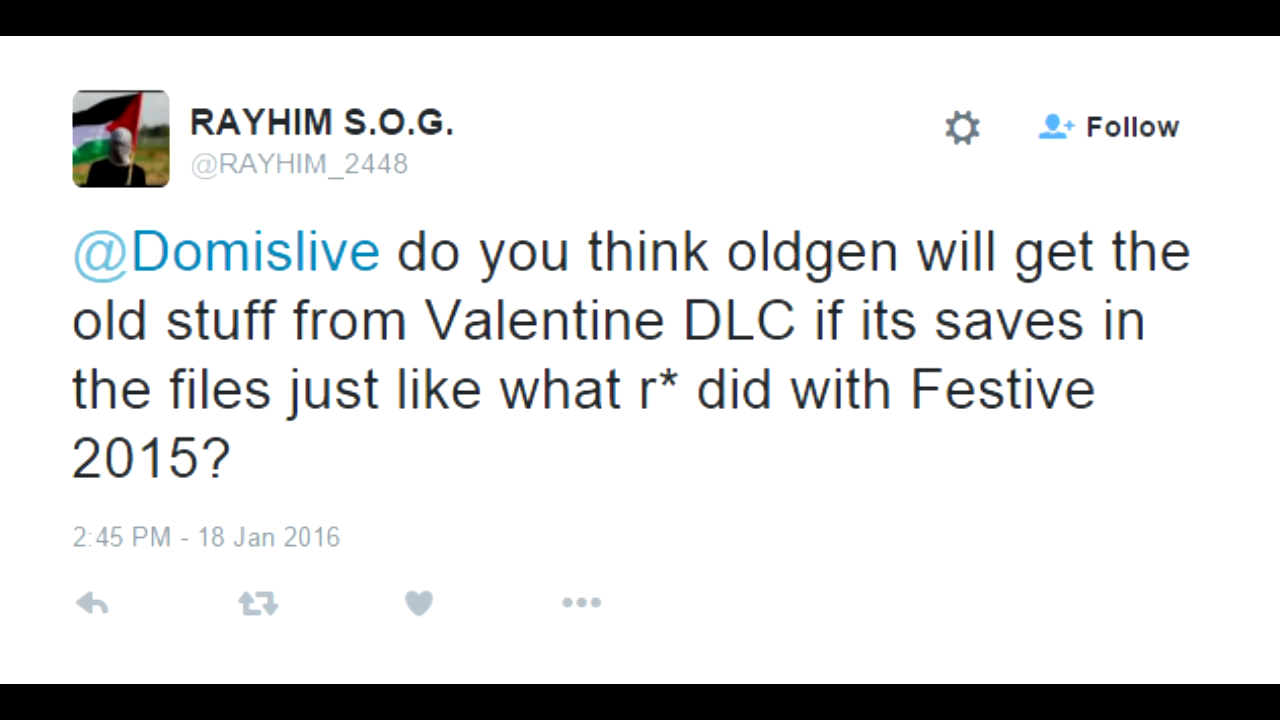 RAYHIM S.O.G.
@RAYHIM_2448
Follow
@Domislive do you think oldgen will get the
old stuff from Valentine DLC if its saves in
the files just like what r* did with Festive
2015?
2:45 PM - 18 Jan 2016